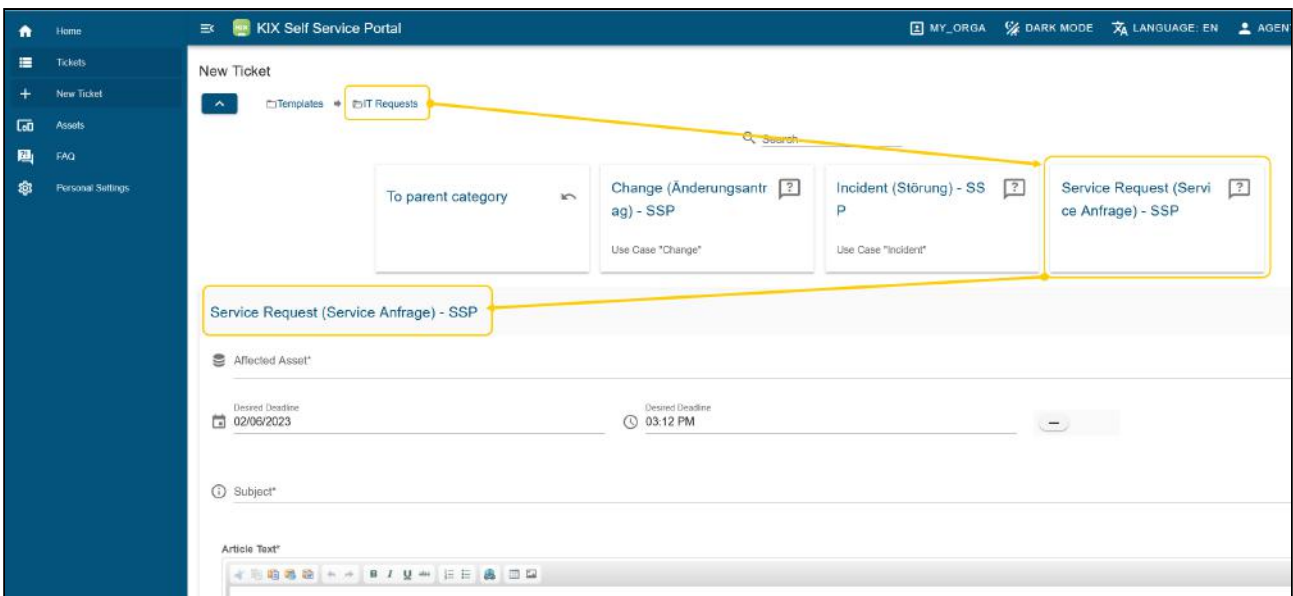 Home
Tickets
New Ticket
Assets
FAQ
Personal Settings
KIX Self Service Portal
MY_ORGA
DARK MODE
LANGUAGE: EN
AGENT
New Ticket
Templates
IT Requests
Search
To parent category
Change (Änderungsantr
ag) - SSP
Use Case "Change"
Incident (Störung) - SS
P
Use Case "Incident"
Service Request (Servi
ce Anfrage) - SSP
Service Request (Service Anfrage) - SSP
Affected Asset*
Desired Deadline
02/06/2023
Desired Deadline
03:12 PM
Subject*
Article Text*
B I U abc